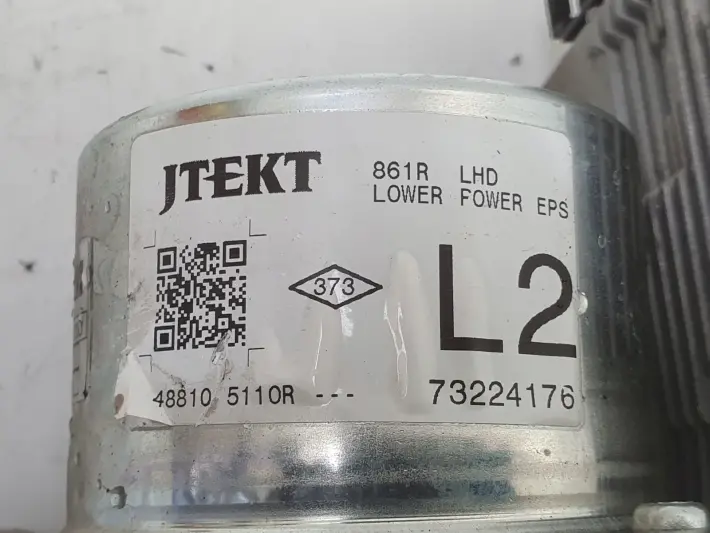 JTEKT
861R LHD
LOWER FOWER EPS
373
L2
48810 5110R ---
73224176